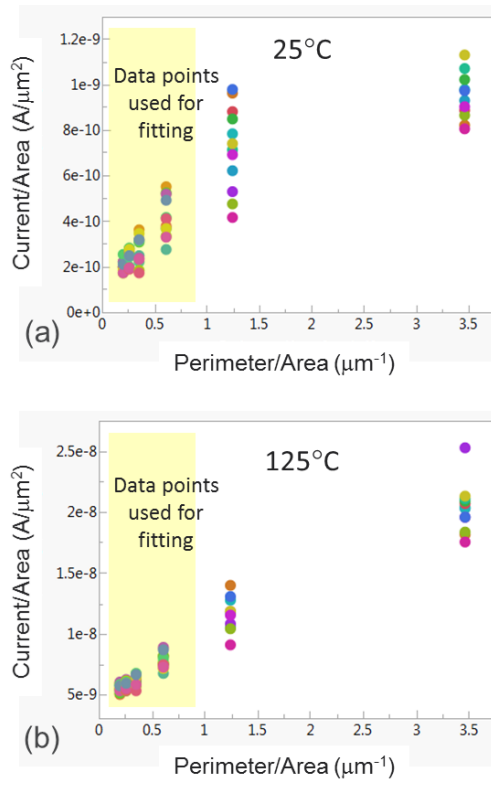 1.2e-9
25°C
Data points
used for
fitting
1e-9
8e-10
6e-10
4e-10
2e-10
0e+0
Current/Area (A/μm²)
0 0.5 1 1.5 2 2.5 3 3.5
(a)
Perimeter/Area (μm⁻¹)
2.5e-8
125°C
Data points
used for
fitting
2e-8
1.5e-8
1e-8
5e-9
Current/Area (A/μm²)
0 0.5 1 1.5 2 2.5 3 3.5
(b)
Perimeter/Area (μm⁻¹)